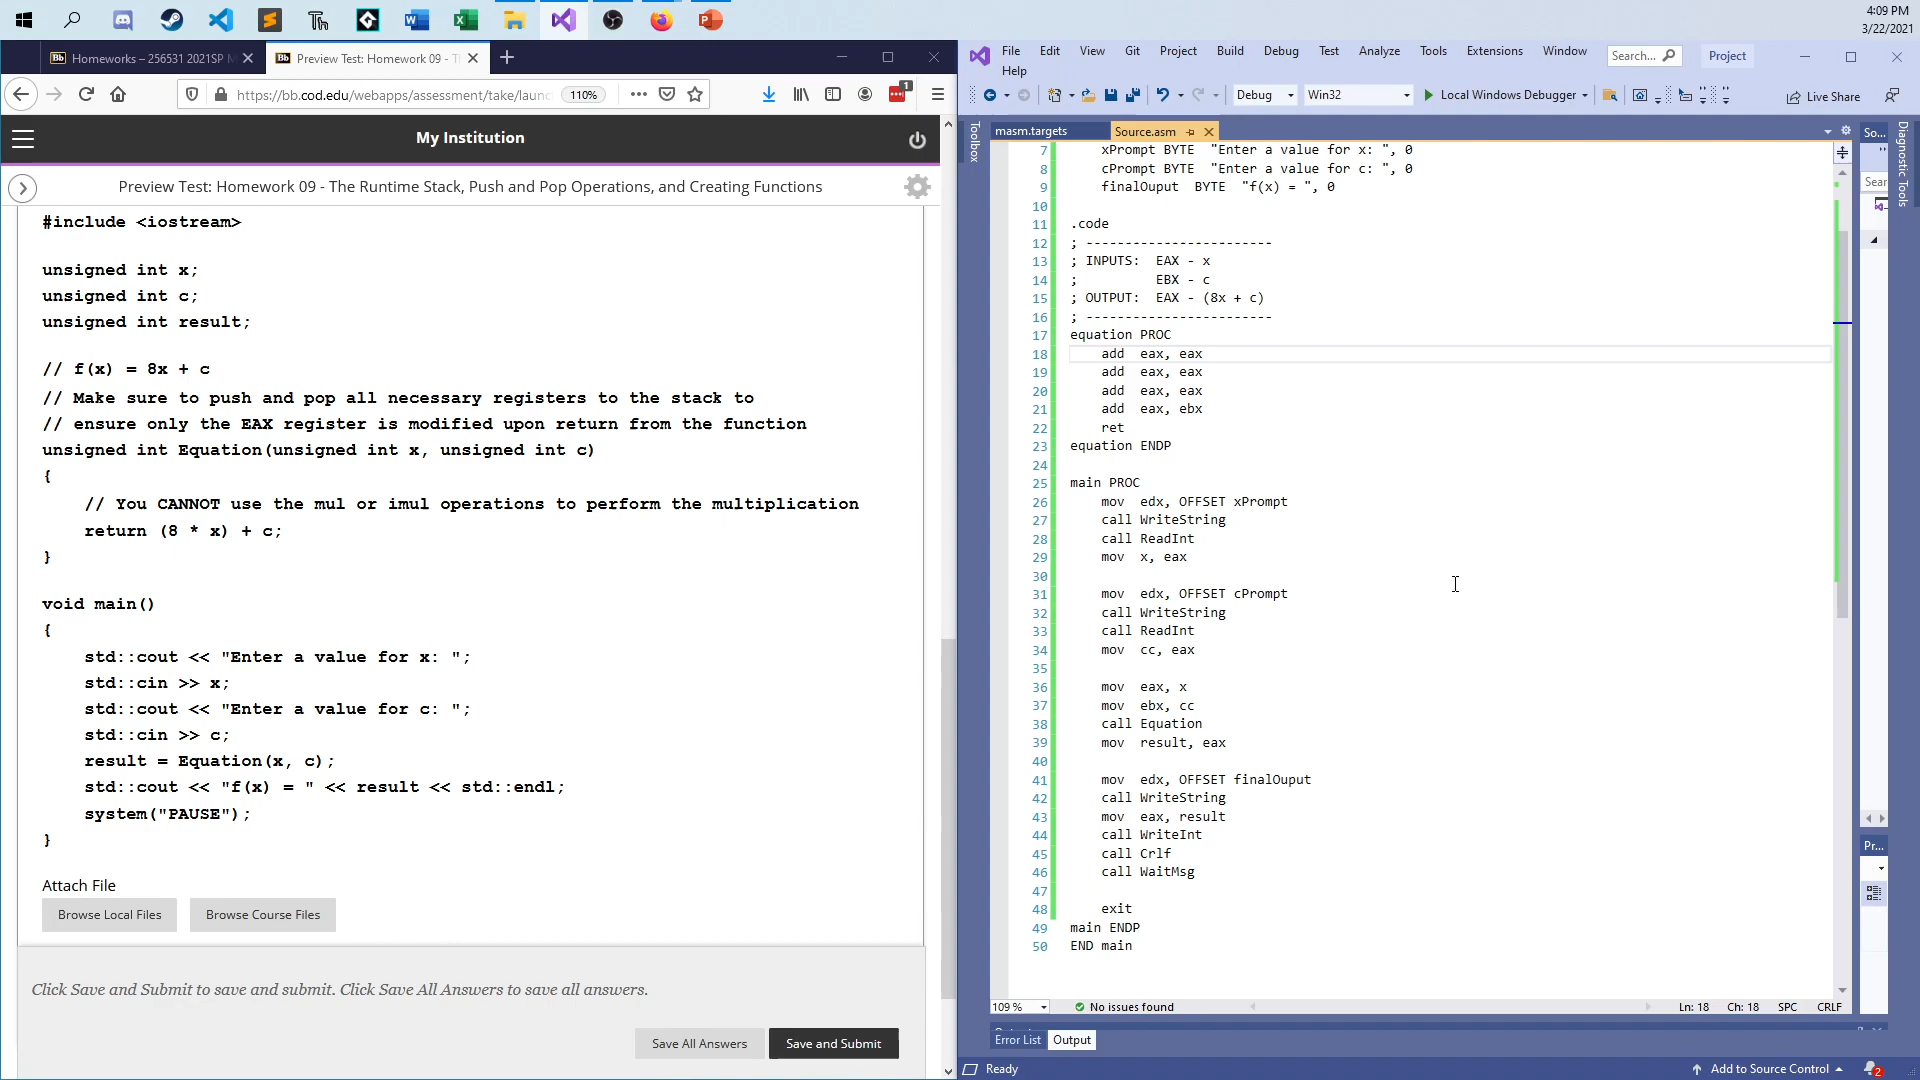 4:09 PM
3/22/2021
Homeworks – 256531 2021SP M
Preview Test: Homework 09 - T
https://bb.cod.edu/webapps/assessment/take/launc
110%
My Institution
Preview Test: Homework 09 - The Runtime Stack, Push and Pop Operations, and Creating Functions
#include <iostream>
unsigned int x;
unsigned int c;
unsigned int result;
// f(x) = 8x + c
// Make sure to push and pop all necessary registers to the stack to
// ensure only the EAX register is modified upon return from the function
unsigned int Equation(unsigned int x, unsigned int c)
{
// You CANNOT use the mul or imul operations to perform the multiplication
return (8 * x) + c;
}
void main()
{
std::cout << "Enter a value for x: ";
std::cin >> x;
std::cout << "Enter a value for c: ";
std::cin >> c;
result = Equation(x, c);
std::cout << "f(x) = " << result << std::endl;
system("PAUSE");
}
Attach File
Browse Local Files
Browse Course Files
Click Save and Submit to save and submit. Click Save All Answers to save all answers.
Save All Answers
Save and Submit
File Edit View Git Project Build Debug Test Analyze Tools Extensions Window
Search...
Project
Help
Debug
Win32
Local Windows Debugger
Live Share
Toolbox
masm.targets
Source.asm
So...
Diagnostic Tools
Sear
7 xPrompt BYTE "Enter a value for x: ", 0
8 cPrompt BYTE "Enter a value for c: ", 0
9 finalOuput BYTE "f(x) = ", 0
10
11 .code
12 ; ------------------------
13 ; INPUTS: EAX - x
14 ; EBX - c
15 ; OUTPUT: EAX - (8x + c)
16 ; ------------------------
17 equation PROC
18 add eax, eax
19 add eax, eax
20 add eax, eax
21 add eax, ebx
22 ret
23 equation ENDP
24
25 main PROC
26 mov edx, OFFSET xPrompt
27 call WriteString
28 call ReadInt
29 mov x, eax
30
31 mov edx, OFFSET cPrompt
32 call WriteString
33 call ReadInt
34 mov cc, eax
35
36 mov eax, x
37 mov ebx, cc
38 call Equation
39 mov result, eax
40
41 mov edx, OFFSET finalOuput
42 call WriteString
43 mov eax, result
44 call WriteInt
45 call Crlf
46 call WaitMsg
47
48 exit
49 main ENDP
50 END main
Pr...
109 %
No issues found
Ln: 18 Ch: 18 SPC CRLF
Error List
Output
Ready
Add to Source Control
2